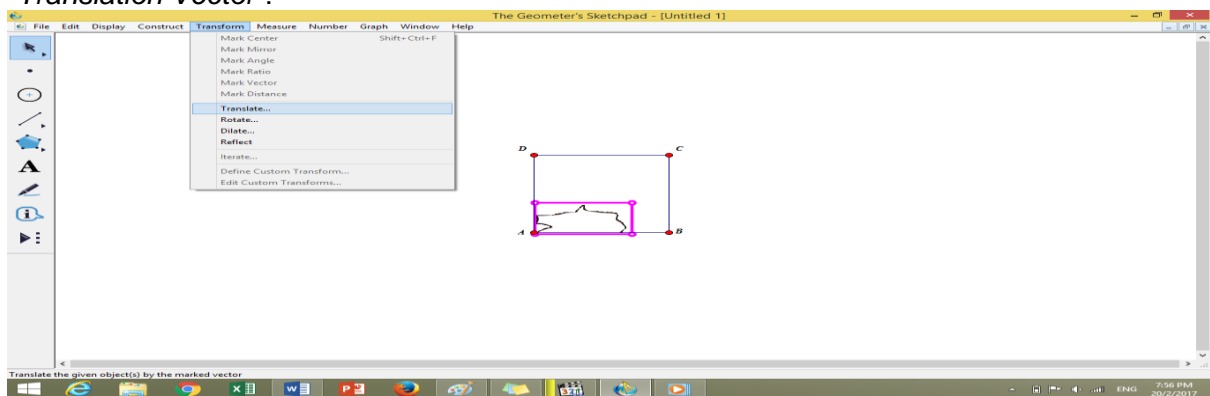 "Translation Vector".
The Geometer's Sketchpad - [Untitled 1]
File Edit Display Construct Transform Measure Number Graph Window Help
Mark Center Shift+Ctrl+F
Mark Mirror
Mark Angle
Mark Ratio
Mark Vector
Mark Distance
Translate...
Rotate...
Dilate...
Reflect
Iterate...
Define Custom Transform...
Edit Custom Transforms...
D C
A B
A
Translate the given object(s) by the marked vector
ENG 7:56 PM
20/2/2017